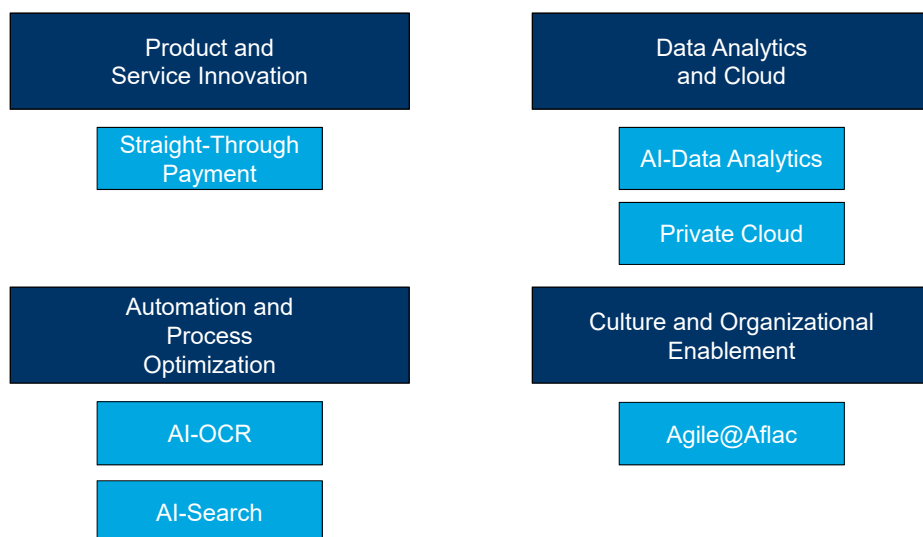 Product and
Service Innovation
Straight-Through
Payment
Data Analytics
and Cloud
AI-Data Analytics
Private Cloud
Automation and
Process
Optimization
AI-OCR
AI-Search
Culture and Organizational
Enablement
Agile@Aflac